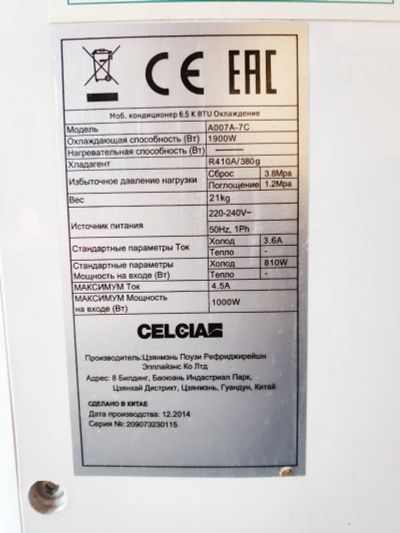 CE EAC
Моб. кондиционер 6,5 К BTU Охлаждение
Модель A007A-7C
Охлаждающая способность (Вт) 1900W
Нагревательная способность (Вт) ———
Хладагент R410A/380g
Избыточное давление нагрузки Сброс 3.8Mpa
Поглощение 1.2Mpa
Вес 21kg
Источник питания 220-240V~
50Hz, 1Ph
Стандартные параметры Ток Холод 3.6A
Тепло -
Стандартные параметры Холод 810W
Мощность на входе (Вт) Тепло -
МАКСИМУМ Ток 4.5A
МАКСИМУМ Мощность 1000W
на входе (Вт)
CELCIA
Производитель:Цзянмэнь Поузи Рефриджирейшн
Эпплайэнс Ко Лтд
Адрес: 8 Билдинг, Баоюань Индастриал Парк,
Цзянхай Дистрикт, Цзянмэнь, Гуандун, Китай
СДЕЛАНО В КИТАЕ
Дата производства: 12.2014
Серия №: 209073230115